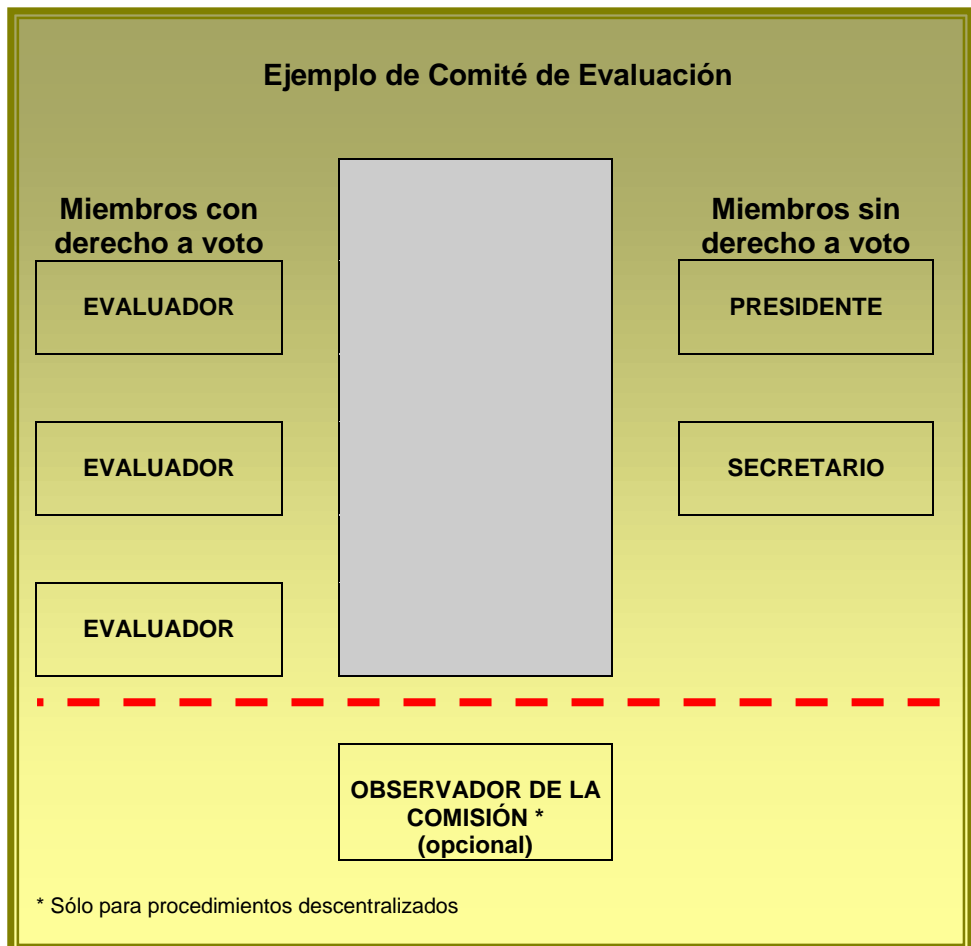 Ejemplo de Comité de Evaluación
Miembros con
derecho a voto
EVALUADOR
EVALUADOR
EVALUADOR
Miembros sin
derecho a voto
PRESIDENTE
SECRETARIO
OBSERVADOR DE LA
COMISIÓN *
(opcional)
* Sólo para procedimientos descentralizados